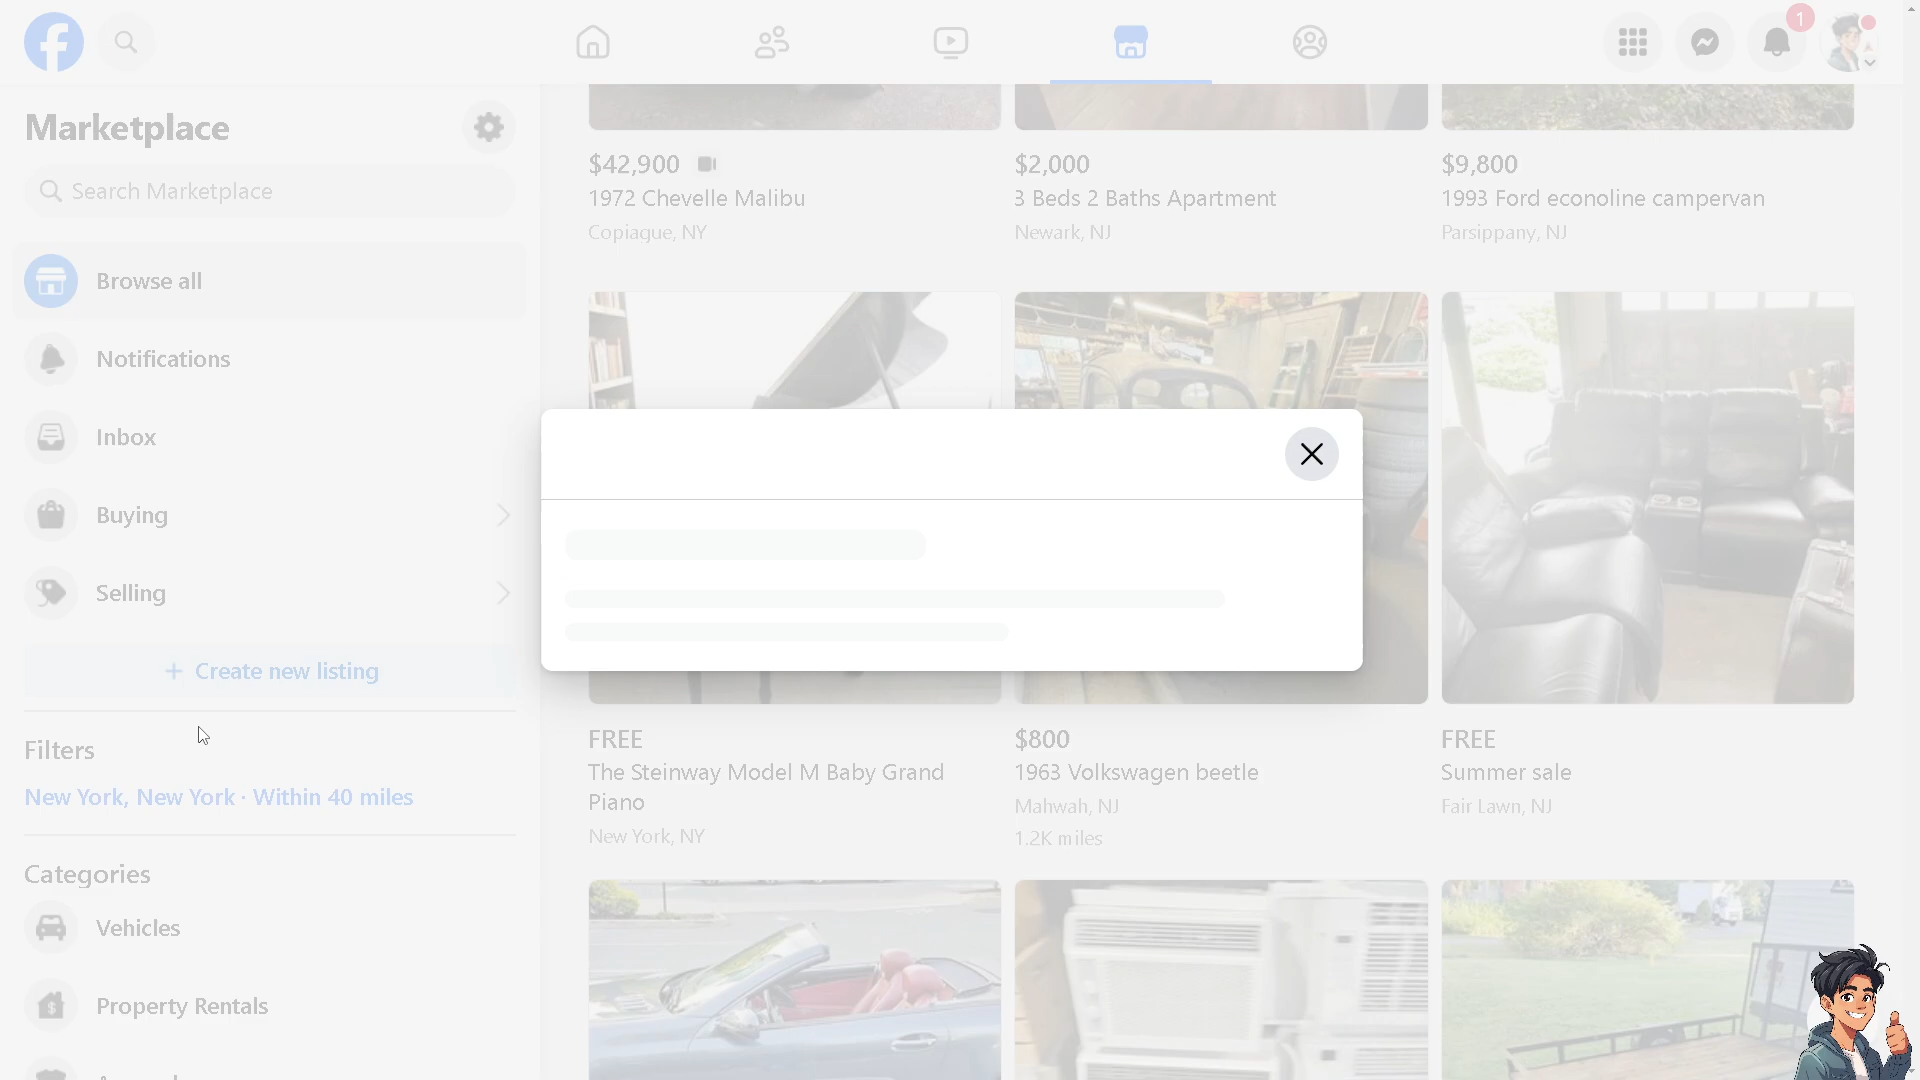 1
Marketplace
Search Marketplace
Browse all
Notifications
Inbox
Buying
Selling
+ Create new listing
Filters
New York, New York · Within 40 miles
Categories
Vehicles
Property Rentals
$42,900
1972 Chevelle Malibu
Copiague, NY
$2,000
3 Beds 2 Baths Apartment
Newark, NJ
$9,800
1993 Ford econoline campervan
Parsippany, NJ
FREE
The Steinway Model M Baby Grand
Piano
New York, NY
$800
1963 Volkswagen beetle
Mahwah, NJ
1.2K miles
FREE
Summer sale
Fair Lawn, NJ